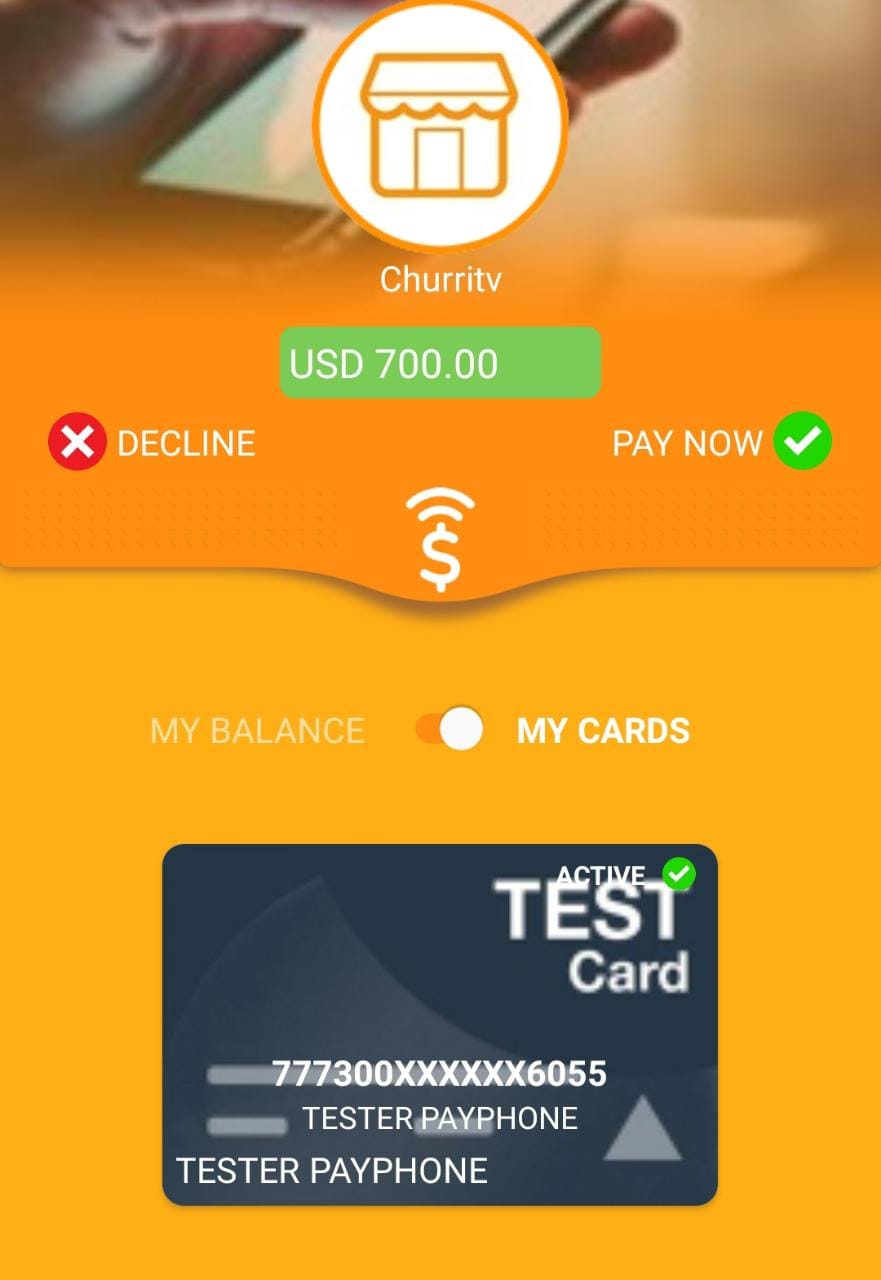 Churritv
USD 700.00
DECLINE
PAY NOW
$
MY BALANCE
MY CARDS
ACTIVE
TEST
Card
777300XXXXXX6055
TESTER PAYPHONE
TESTER PAYPHONE